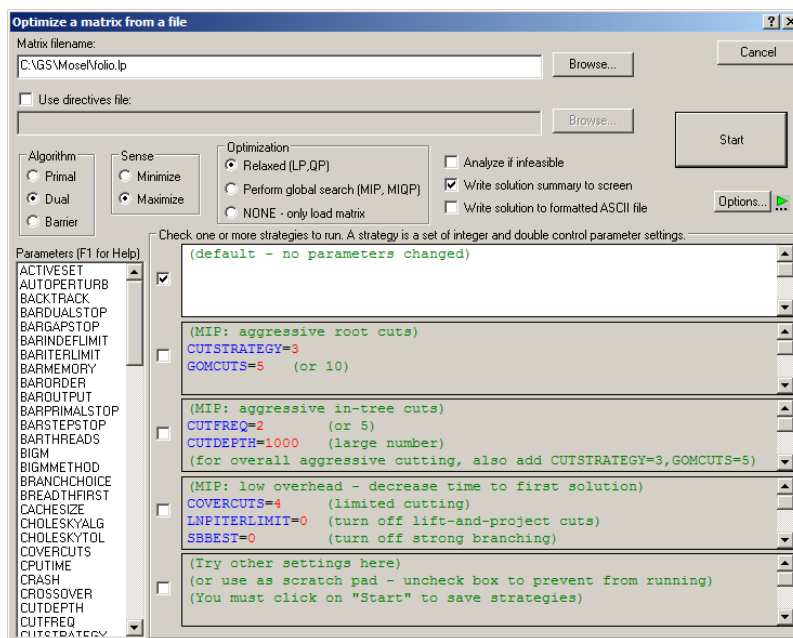 Optimize a matrix from a file
Matrix filename:
C:\GS\Mosel\folio.lp
Browse...
Cancel
Use directives file:
Browse...
Start
Algorithm
Primal
Dual
Barrier
Sense
Minimize
Maximize
Optimization
Relaxed (LP,QP)
Perform global search (MIP, MIQP)
NONE - only load matrix
Analyze if infeasible
Write solution summary to screen
Write solution to formatted ASCII file
Options...
Check one or more strategies to run. A strategy is a set of integer and double control parameter settings.
Parameters (F1 for Help)
ACTIVESET
AUTOPERTURB
BACKTRACK
BARDUALSTOP
BARGAPSTOP
BARINDEFLIMIT
BARITERLIMIT
BARMEMORY
BARORDER
BAROUTPUT
BARPRIMALSTOP
BARSTEPSTOP
BARTHREADS
BIGM
BIGMMETHOD
BRANCHCHOICE
BREADTHFIRST
CACHESIZE
CHOLESKYALG
CHOLESKYTOL
COVERCUTS
CPUTIME
CRASH
CROSSOVER
CUTDEPTH
CUTFREQ
CUTSTRATEGY
(default - no parameters changed)
(MIP: aggressive root cuts)
CUTSTRATEGY=3
GOMCUTS=5 (or 10)
(MIP: aggressive in-tree cuts)
CUTFREQ=2 (or 5)
CUTDEPTH=1000 (large number)
(for overall aggressive cutting, also add CUTSTRATEGY=3,GOMCUTS=5)
(MIP: low overhead - decrease time to first solution)
COVERCUTS=4 (limited cutting)
LNPITERLIMIT=0 (turn off lift-and-project cuts)
SBBEST=0 (turn off strong branching)
(Try other settings here)
(or use as scratch pad - uncheck box to prevent from running)
(You must click on "Start" to save strategies)